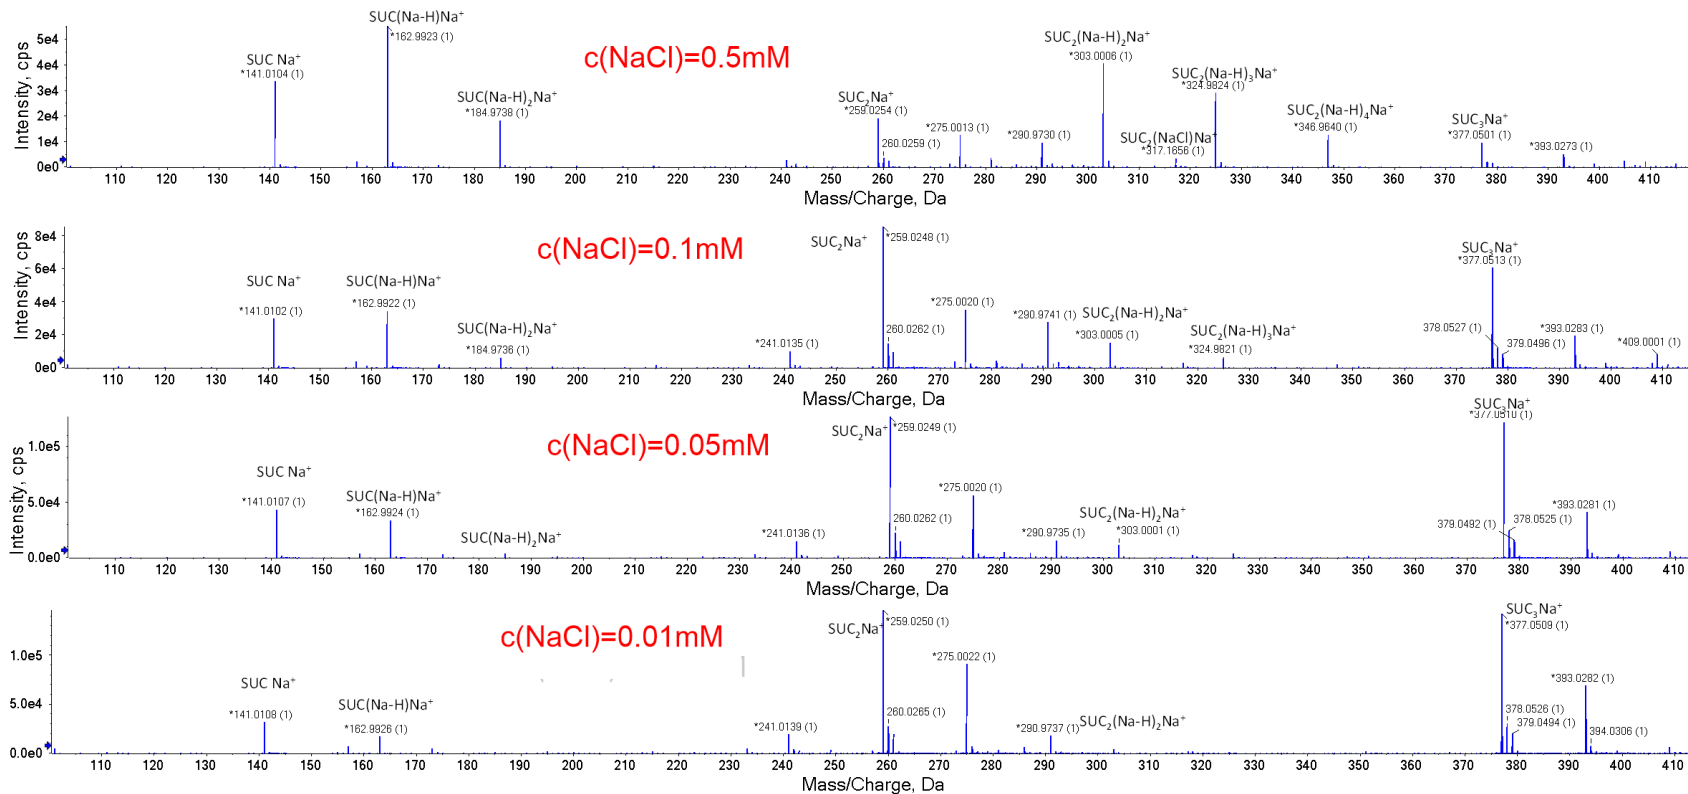 SUC(Na-H)Na⁺
*162.9923 (1)
c(NaCl)=0.5mM
SUC Na⁺
*141.0104 (1)
SUC(Na-H)₂Na⁺
*184.9738 (1)
SUC₂Na⁺
*259.0254 (1)
260.0259 (1)
*275.0013 (1)
*290.9730 (1)
SUC₂(Na-H)₂Na⁺
*303.0006 (1)
SUC₂(NaCl)Na⁺
*317.1656 (1)
SUC₂(Na-H)₃Na⁺
*324.9824 (1)
SUC₂(Na-H)₄Na⁺
*346.9640 (1)
SUC₃Na⁺
*377.0501 (1)
*393.0273 (1)
Intensity, cps
5e4
4e4
3e4
2e4
1e4
0e0
110 120 130 140 150 160 170 180 190 200 210 220 230 240 250 260 270 280 290 300 310 320 330 340 350 360 370 380 390 400 410
Mass/Charge, Da
c(NaCl)=0.1mM
SUC Na⁺
*141.0102 (1)
SUC(Na-H)Na⁺
*162.9922 (1)
SUC(Na-H)₂Na⁺
*184.9736 (1)
*241.0135 (1)
SUC₂Na⁺
*259.0248 (1)
260.0262 (1)
*275.0020 (1)
*290.9741 (1)
SUC₂(Na-H)₂Na⁺
*303.0005 (1)
SUC₂(Na-H)₃Na⁺
*324.9821 (1)
SUC₃Na⁺
*377.0513 (1)
378.0527 (1)
379.0496 (1)
*393.0283 (1)
*409.0001 (1)
Intensity, cps
8e4
6e4
4e4
2e4
0e0
110 120 130 140 150 160 170 180 190 200 210 220 230 240 250 260 270 280 290 300 310 320 330 340 350 360 370 380 390 400 410
Mass/Charge, Da
c(NaCl)=0.05mM
SUC Na⁺
*141.0107 (1)
SUC(Na-H)Na⁺
*162.9924 (1)
SUC(Na-H)₂Na⁺
*241.0136 (1)
SUC₂Na⁺
*259.0249 (1)
260.0262 (1)
*275.0020 (1)
*290.9735 (1)
SUC₂(Na-H)₂Na⁺
*303.0001 (1)
SUC₃Na⁺
*377.0510 (1)
379.0492 (1)
378.0525 (1)
*393.0281 (1)
Intensity, cps
1.0e5
5.0e4
0.0e0
110 120 130 140 150 160 170 180 190 200 210 220 230 240 250 260 270 280 290 300 310 320 330 340 350 360 370 380 390 400 410
Mass/Charge, Da
c(NaCl)=0.01mM
SUC Na⁺
*141.0108 (1)
SUC(Na-H)Na⁺
*162.9926 (1)
*241.0139 (1)
SUC₂Na⁺
*259.0250 (1)
260.0265 (1)
*275.0022 (1)
*290.9737 (1)
SUC₂(Na-H)₂Na⁺
SUC₃Na⁺
*377.0509 (1)
378.0526 (1)
379.0494 (1)
*393.0282 (1)
394.0306 (1)
1.0e5
5.0e4
0.0e0
110 120 130 140 150 160 170 180 190 200 210 220 230 240 250 260 270 280 290 300 310 320 330 340 350 360 370 380 390 400 410
Mass/Charge, Da